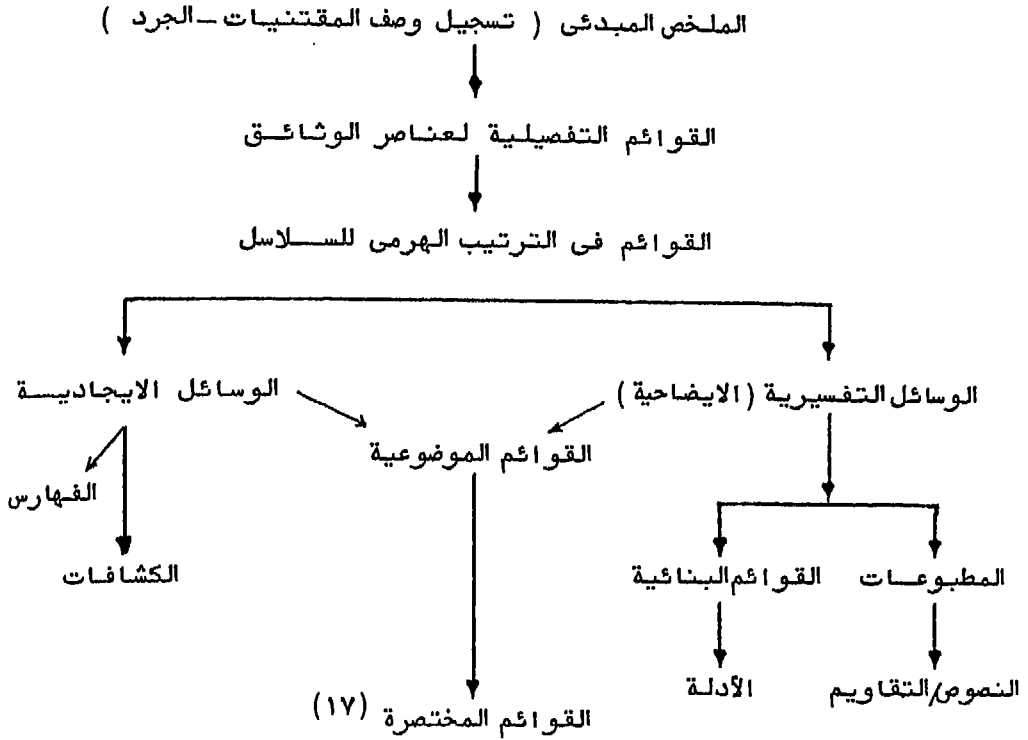 الملخص المبدئى ( تسجيل وصف المقتنيات - الجرد )
القوائم التفصيلية لعناصر الوثائق
القوائم فى الترتيب الهرمى للسلاسل
الوسائل التفسيرية (الايضاحية)
الوسائل الايجادية
القوائم الموضوعية
الفهارس
المطبوعات
القوائم البنائية
الكشافات
النصوص/التقاويم
الأدلة
القوائم المختصرة (١٧)